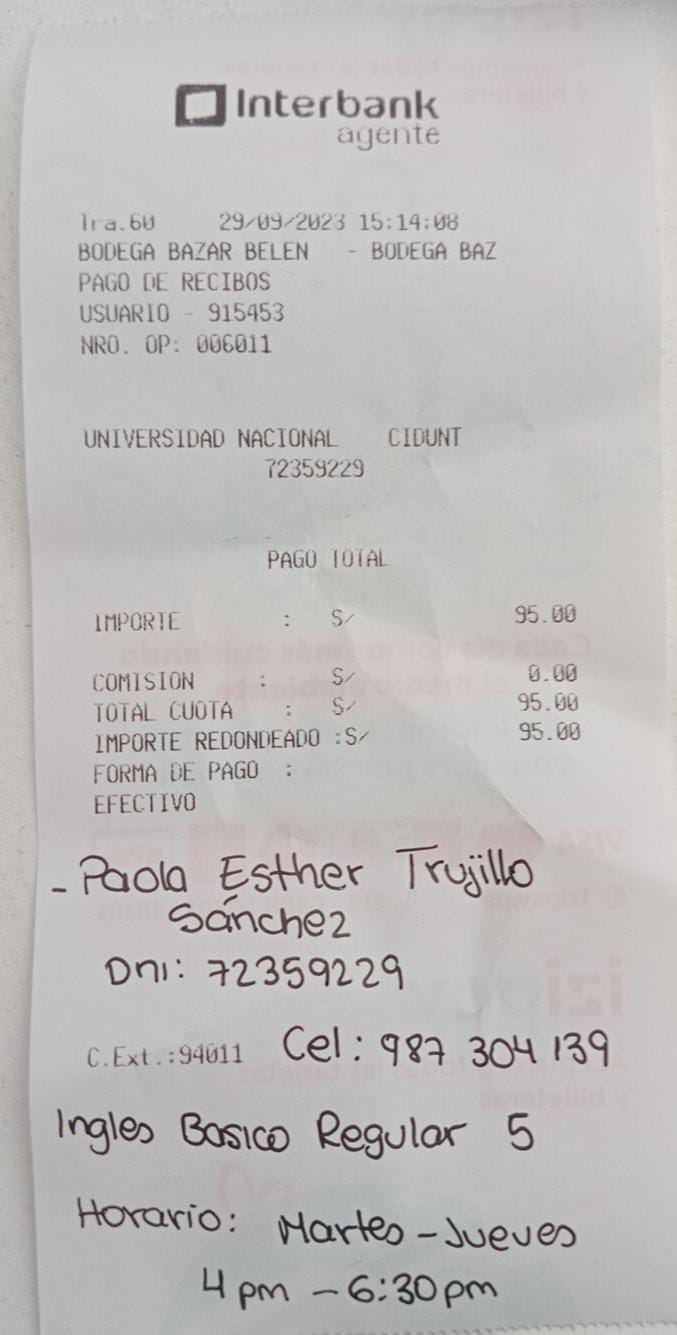 Interbank
agente
Tra.60 29/09/2023 15:14:08
BODEGA BAZAR BELEN - BODEGA BAZ
PAGO DE RECIBOS
USUARIO - 915453
NRO. OP: 006011
UNIVERSIDAD NACIONAL CIDUNT
72359229
PAGO TOTAL
IMPORTE : S/ 95.00
COMISION : S/ 0.00
TOTAL CUOTA : S/ 95.00
IMPORTE REDONDEADO :S/ 95.00
FORMA DE PAGO :
EFECTIVO
- Paola Esther Trujillo
Sánchez
Dni: 72359229
C.Ext.:94011 Cel: 987 304 139
Ingles Basico Regular 5
Horario: Martes - Jueves
4 pm - 6:30pm